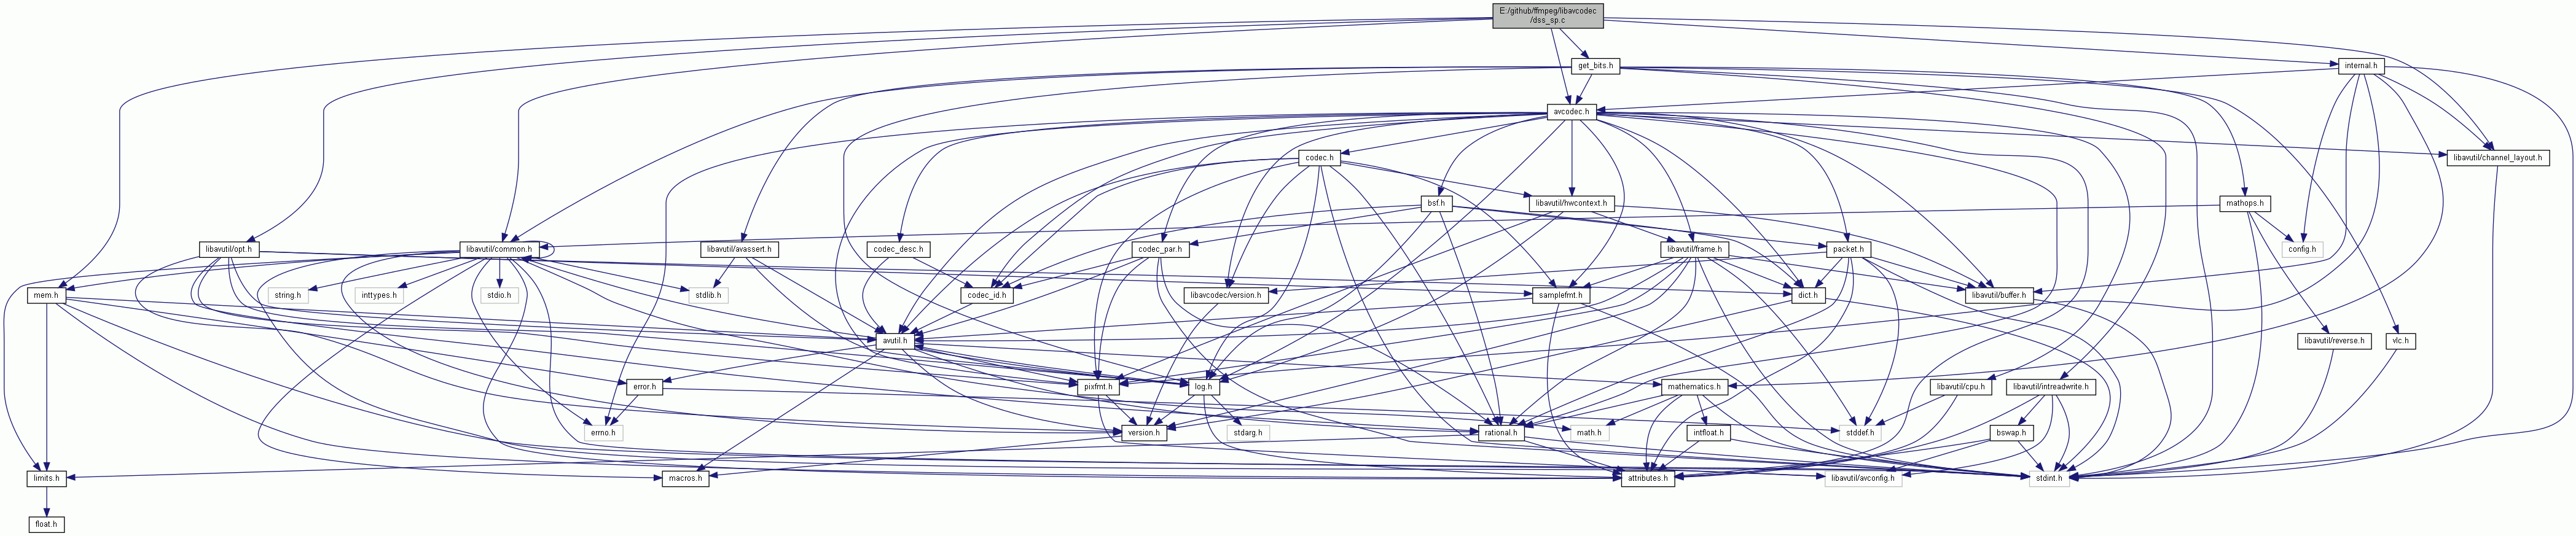 E:/github/ffmpeg/libavcodec
/dss_sp.c
get_bits.h
internal.h
avcodec.h
codec.h
libavutil/channel_layout.h
bsf.h
libavutil/hwcontext.h
mathops.h
libavutil/opt.h
libavutil/common.h
libavutil/avassert.h
codec_desc.h
codec_par.h
libavutil/frame.h
packet.h
config.h
mem.h
string.h
inttypes.h
stdio.h
stdlib.h
codec_id.h
libavcodec/version.h
samplefmt.h
dict.h
libavutil/buffer.h
avutil.h
libavutil/reverse.h
vlc.h
error.h
pixfmt.h
log.h
mathematics.h
libavutil/cpu.h
libavutil/intreadwrite.h
errno.h
version.h
stdarg.h
rational.h
math.h
intfloat.h
stddef.h
bswap.h
limits.h
macros.h
attributes.h
libavutil/avconfig.h
stdint.h
float.h